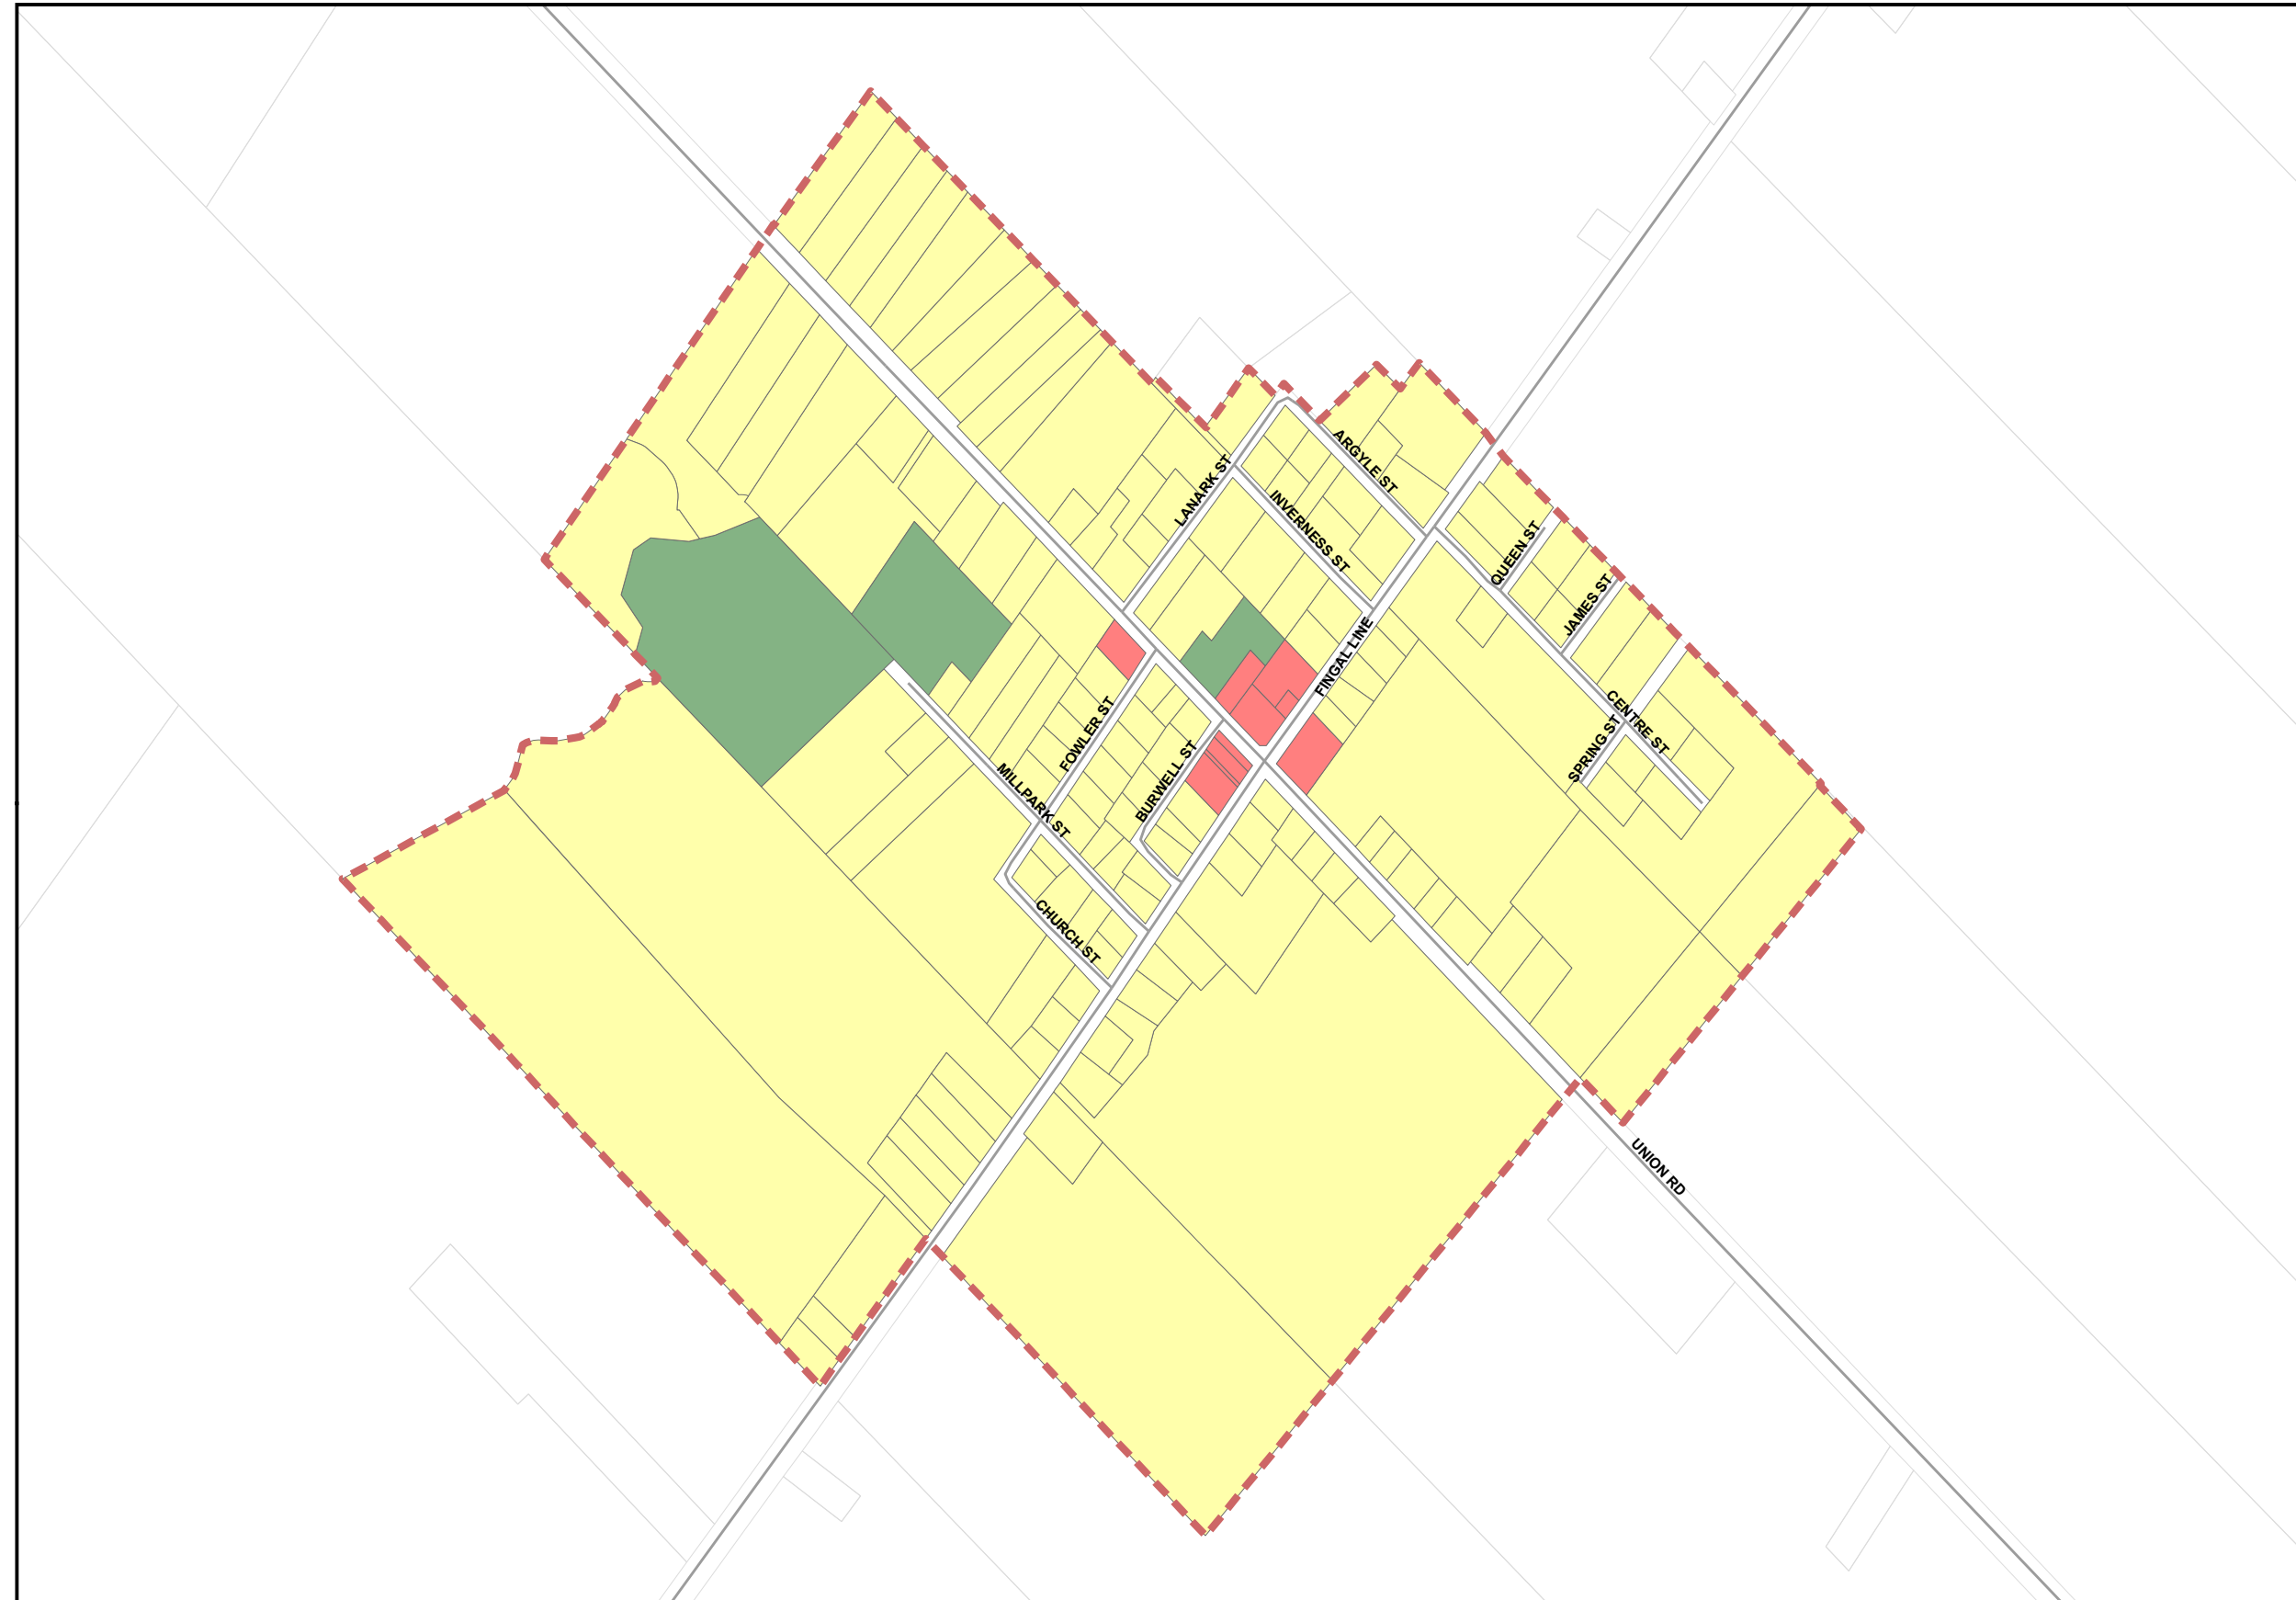 ARGYLE ST
LANARK ST
INVERNESS ST
QUEEN ST
JAMES ST
FINGAL LINE
FOWLER ST
CENTRE ST
SPRING ST
BURWELL ST
MILLPARK ST
CHURCH ST
UNION RD